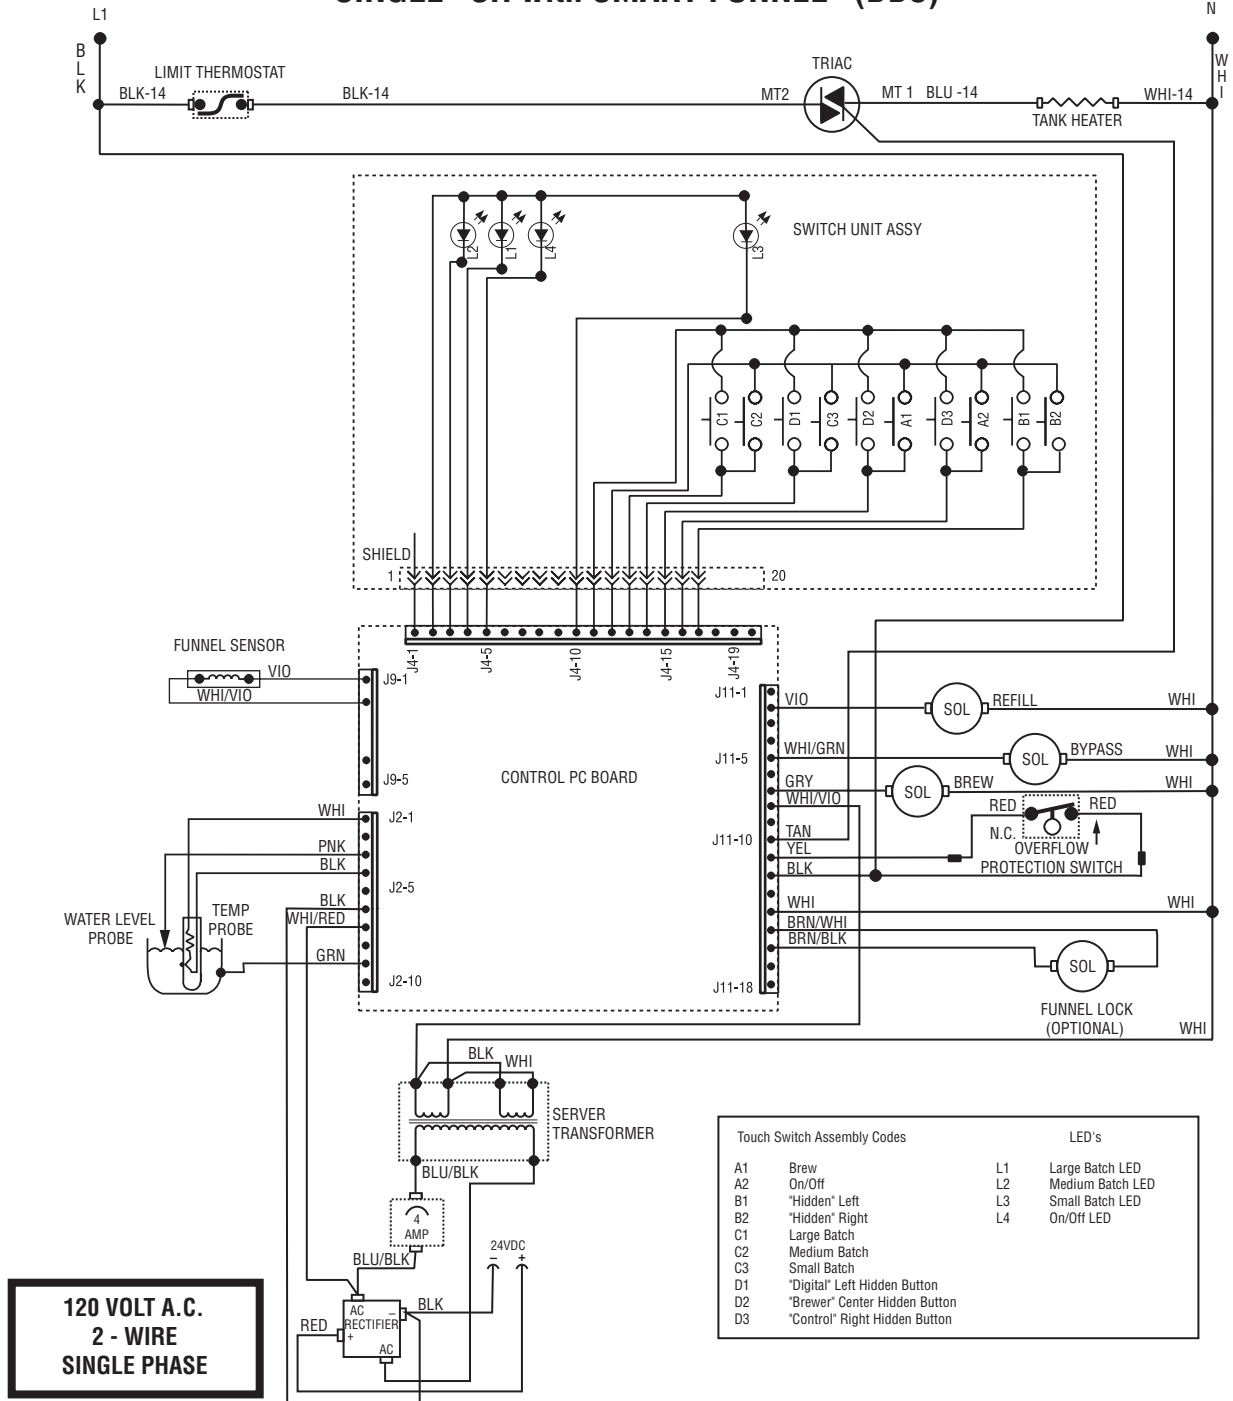 L1
N
BLK
WHI
LIMIT THERMOSTAT
TRIAC
BLK-14
BLK-14
MT2
MT 1
BLU -14
WHI-14
TANK HEATER
SWITCH UNIT ASSY
L2
L1
L4
L3
C1
C2
D1
C3
D2
A1
D3
A2
B1
B2
SHIELD
1
20
FUNNEL SENSOR
VIO
WHI/VIO
J4-1
J4-5
J4-10
J4-15
J4-19
J9-1
J9-5
J11-1
VIO
SOL
REFILL
WHI
J11-5
WHI/GRN
SOL
BYPASS
WHI
CONTROL PC BOARD
GRY
SOL
BREW
WHI
WHI/VIO
RED
RED
N.C.
OVERFLOW
PROTECTION SWITCH
J11-10
TAN
YEL
BLK
WHI
J2-1
PNK
BLK
J2-5
BLK
WHI/RED
WATER LEVEL
PROBE
TEMP
PROBE
GRN
J2-10
WHI
WHI
BRN/WHI
BRN/BLK
SOL
J11-18
FUNNEL LOCK
(OPTIONAL)
WHI
BLK
WHI
SERVER
TRANSFORMER
BLU/BLK
4
AMP
BLU/BLK
24VDC
–
+
AC
–
RECTIFIER
+
AC
BLK
RED
120 VOLT A.C.
2 - WIRE
SINGLE PHASE
Touch Switch Assembly Codes
LED's
A1 Brew L1 Large Batch LED
A2 On/Off L2 Medium Batch LED
B1 "Hidden" Left L3 Small Batch LED
B2 "Hidden" Right L4 On/Off LED
C1 Large Batch
C2 Medium Batch
C3 Small Batch
D1 "Digital" Left Hidden Button
D2 "Brewer" Center Hidden Button
D3 "Control" Right Hidden Button